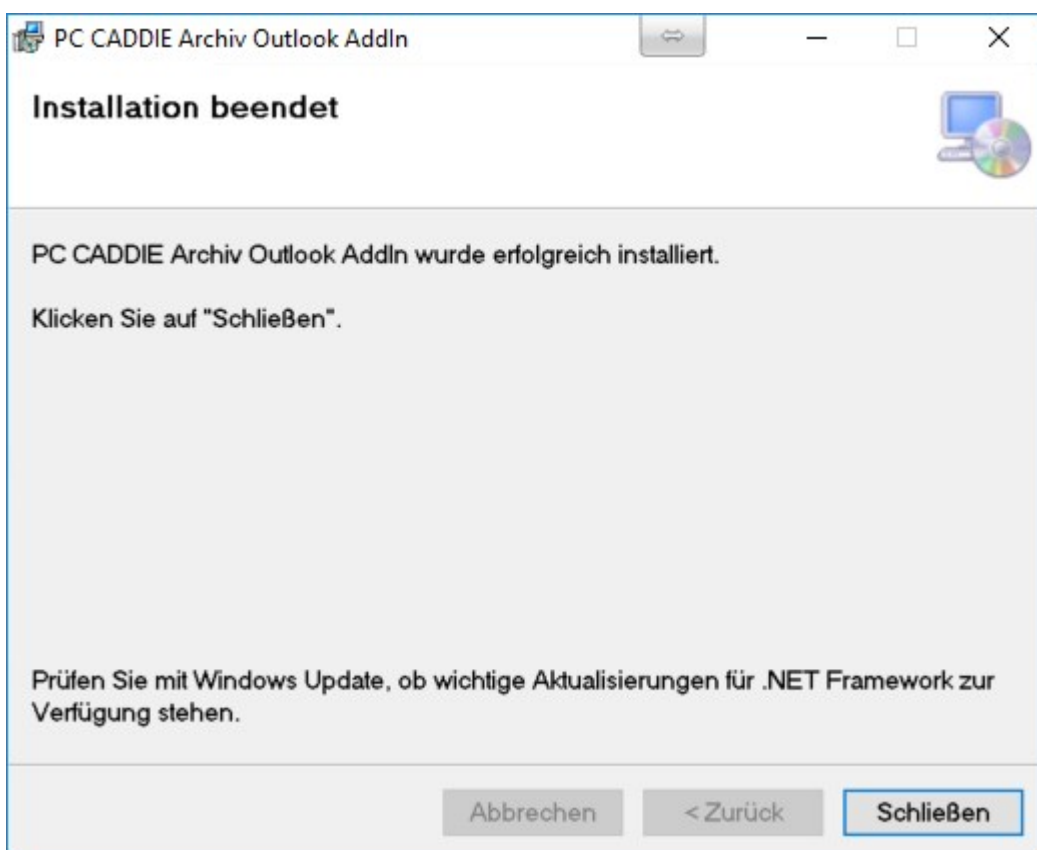 PC CADDIE Archiv Outlook AddIn
Installation beendet
PC CADDIE Archiv Outlook AddIn wurde erfolgreich installiert.
Klicken Sie auf "Schließen".
Prüfen Sie mit Windows Update, ob wichtige Aktualisierungen für .NET Framework zur
Verfügung stehen.
Abbrechen
< Zurück
Schließen